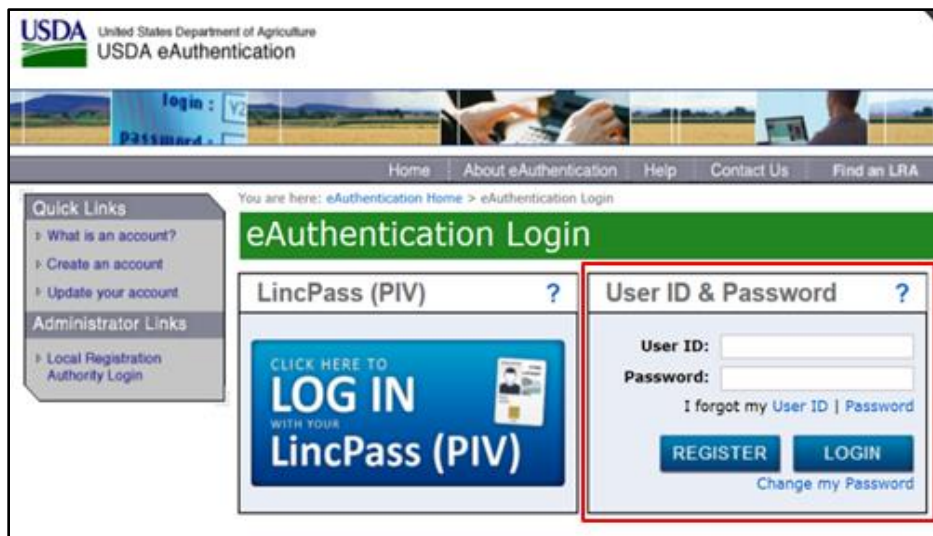 USDA United States Department of Agriculture
USDA eAuthentication
login :
password :
Home About eAuthentication Help Contact Us Find an LRA
Quick Links
What is an account?
Create an account
Update your account
Administrator Links
Local Registration
Authority Login
You are here: eAuthentication Home > eAuthentication Login
eAuthentication Login
LincPass (PIV) ?
CLICK HERE TO
LOG IN
WITH YOUR
LincPass (PIV)
User ID & Password ?
User ID:
Password:
I forgot my User ID | Password
REGISTER LOGIN
Change my Password